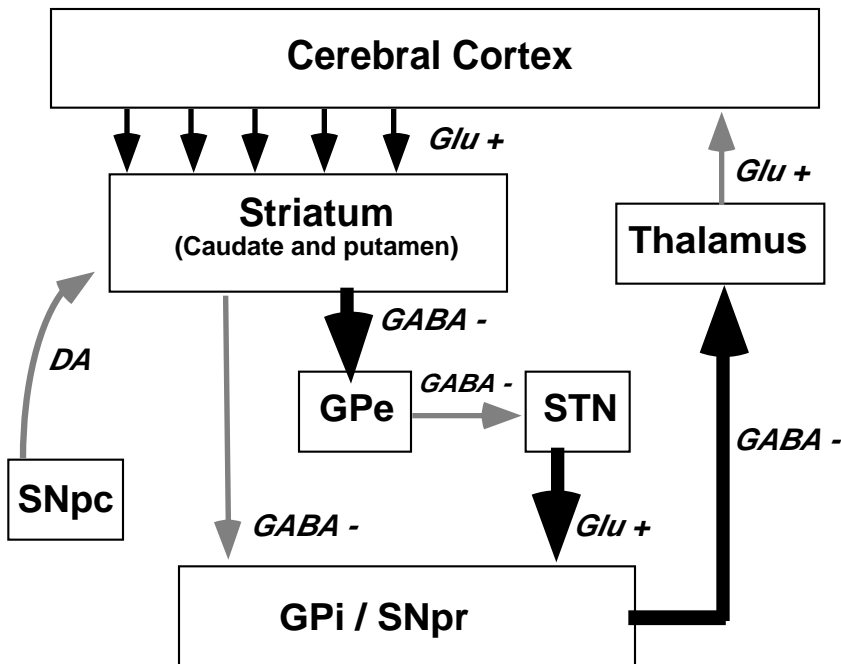 Cerebral Cortex
Glu +
Glu +
Striatum
(Caudate and putamen)
Thalamus
GABA -
DA
GABA -
GPe
STN
GABA -
SNpc
GABA -
Glu +
GPi / SNpr